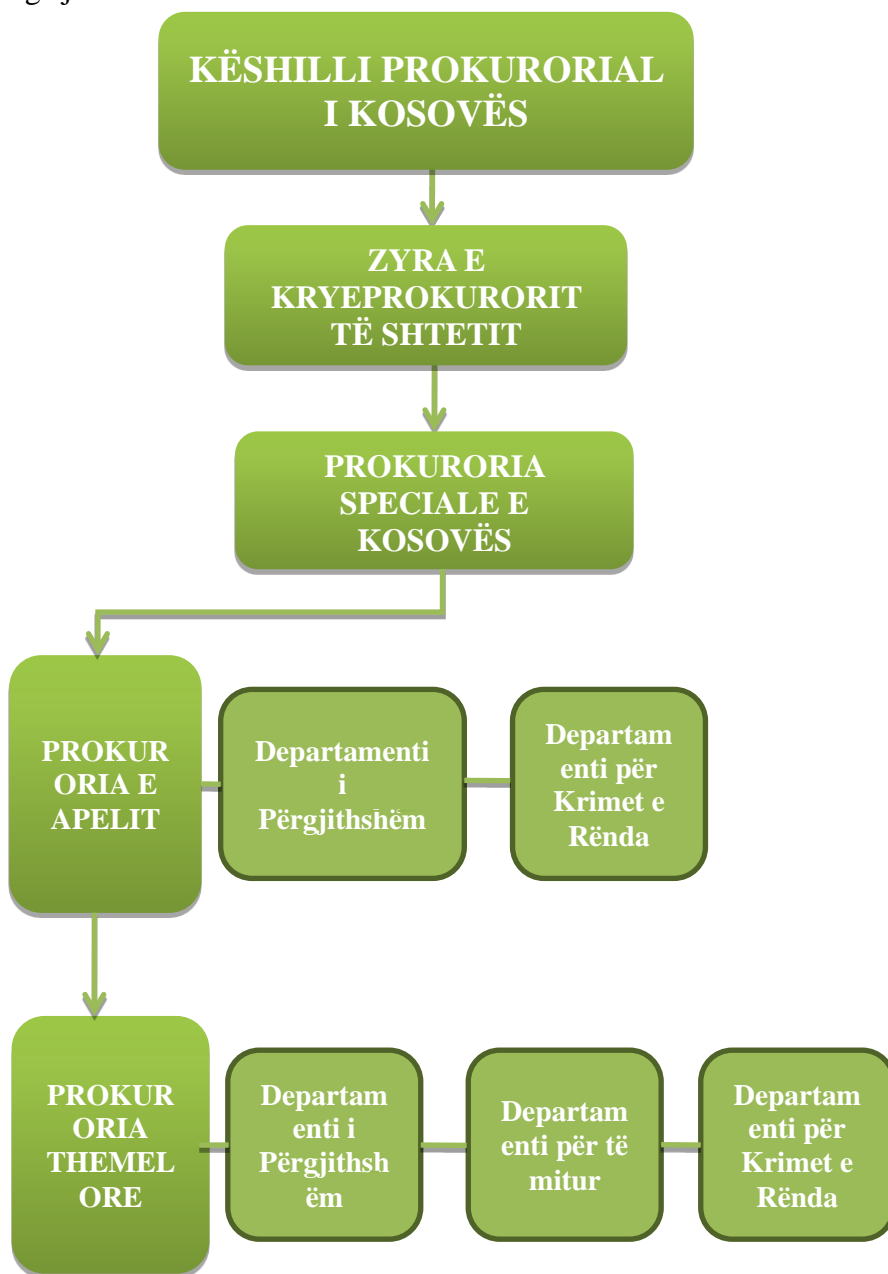 KËSHILLI PROKURORIAL
I KOSOVËS
ZYRA E
KRYEPROKURORIT
TË SHTETIT
PROKURORIA
SPECIALE E
KOSOVËS
PROKUR
ORIA E
APELIT
Departamenti
i
Përgjithshëm
Departam
enti për
Krimet e
Rënda
PROKUR
ORIA
THEMEL
ORE
Departam
enti i
Përgjithsh
ëm
Departam
enti për të
mitur
Departam
enti për
Krimet e
Rënda